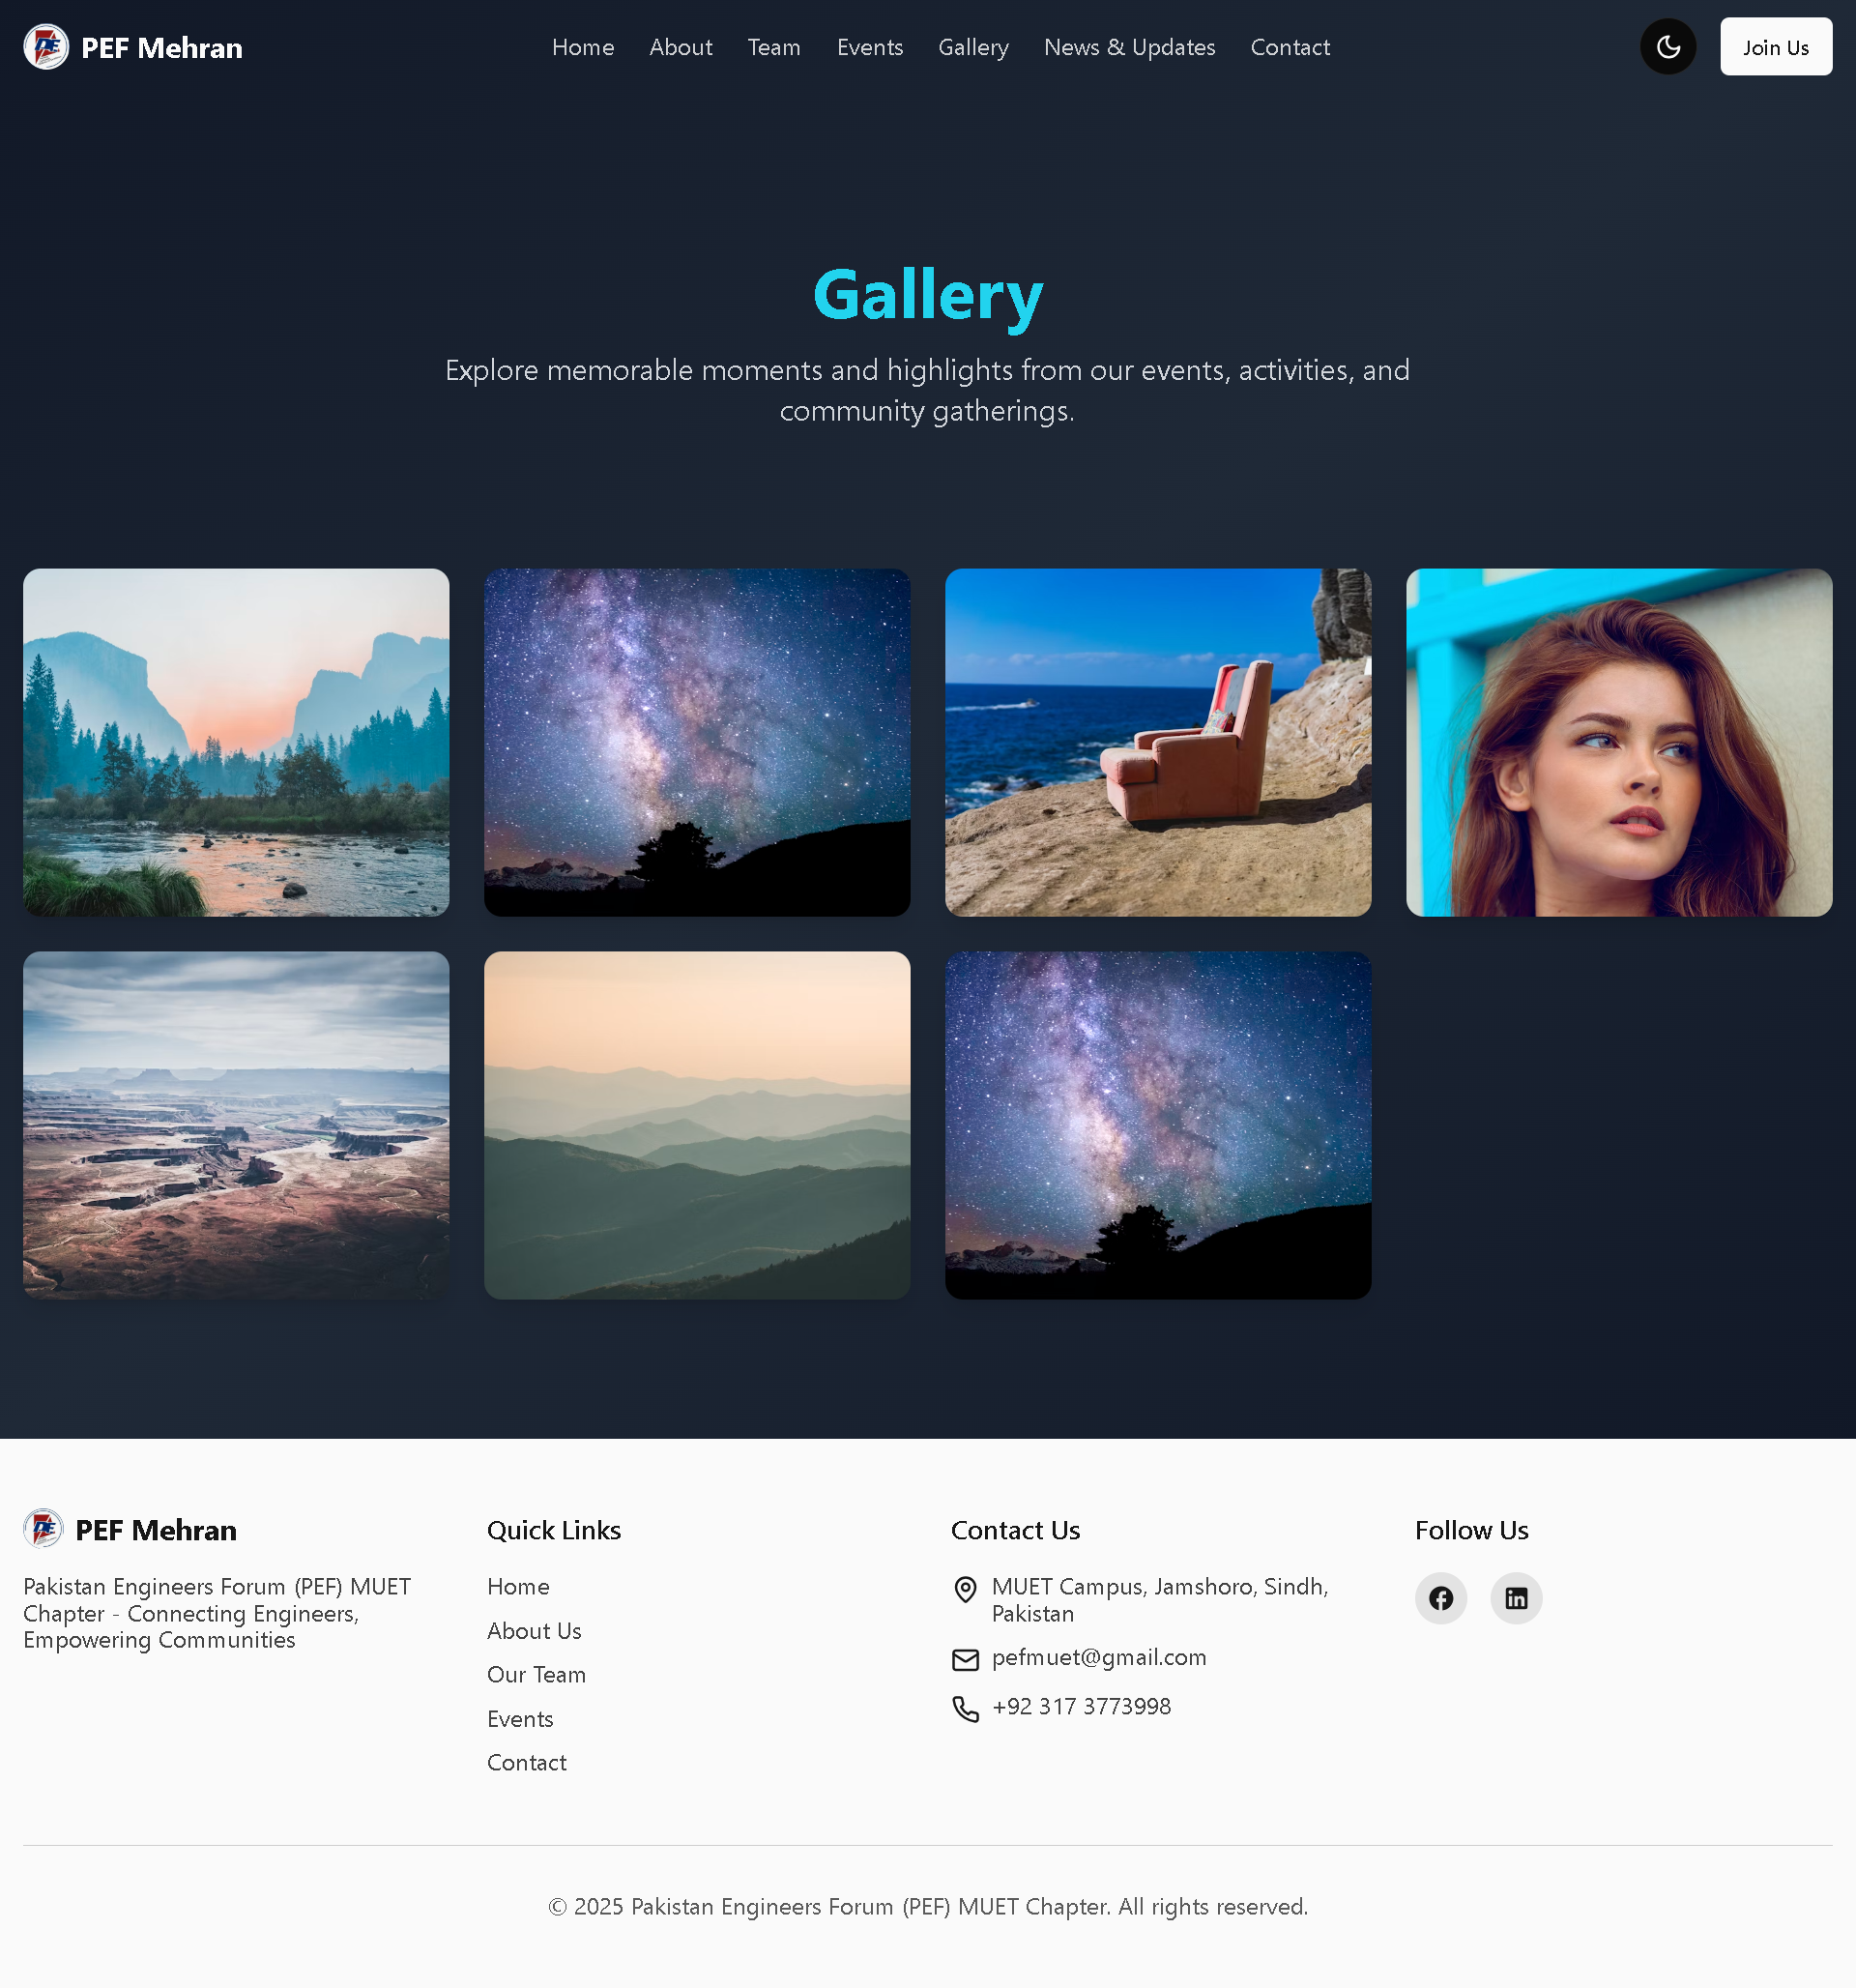 PEF Mehran
Home About Team Events Gallery News & Updates Contact
Join Us
Gallery
Explore memorable moments and highlights from our events, activities, and
community gatherings.
PEF Mehran
Pakistan Engineers Forum (PEF) MUET
Chapter - Connecting Engineers,
Empowering Communities
Quick Links
Home
About Us
Our Team
Events
Contact
Contact Us
MUET Campus, Jamshoro, Sindh,
Pakistan
pefmuet@gmail.com
+92 317 3773998
Follow Us
© 2025 Pakistan Engineers Forum (PEF) MUET Chapter. All rights reserved.